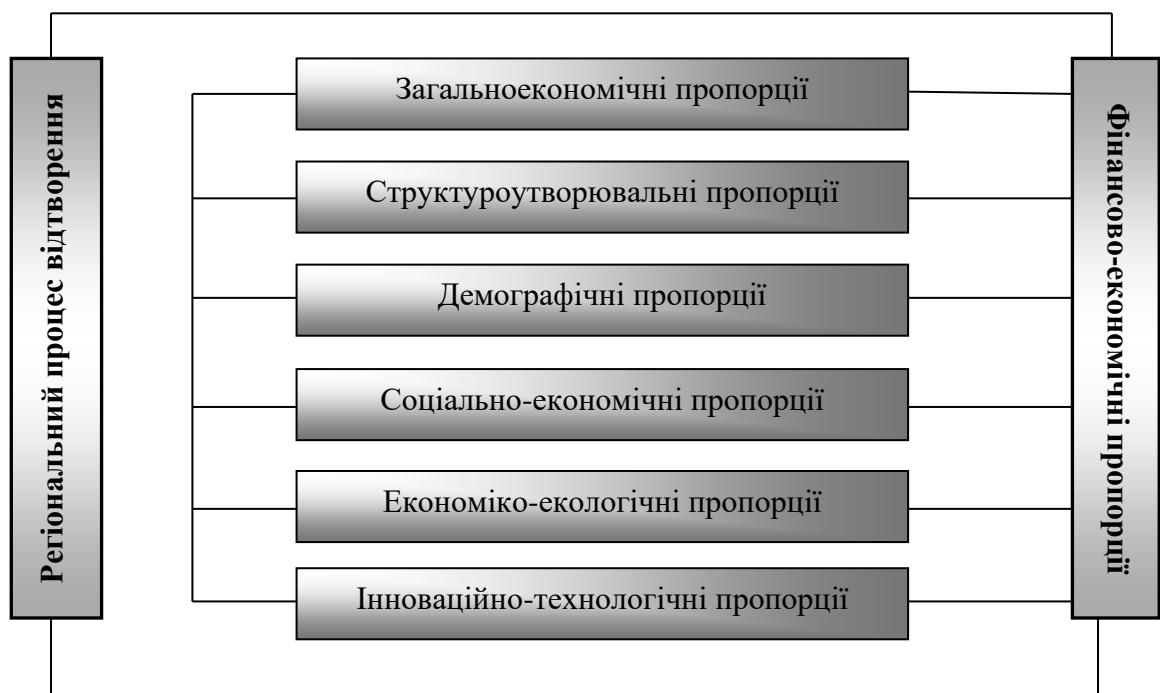 Регіональний процес відтворення
Загальноекономічні пропорції
Структуроутворювальні пропорції
Демографічні пропорції
Соціально-економічні пропорції
Економіко-екологічні пропорції
Інноваційно-технологічні пропорції
Фінансово-економічні пропорції